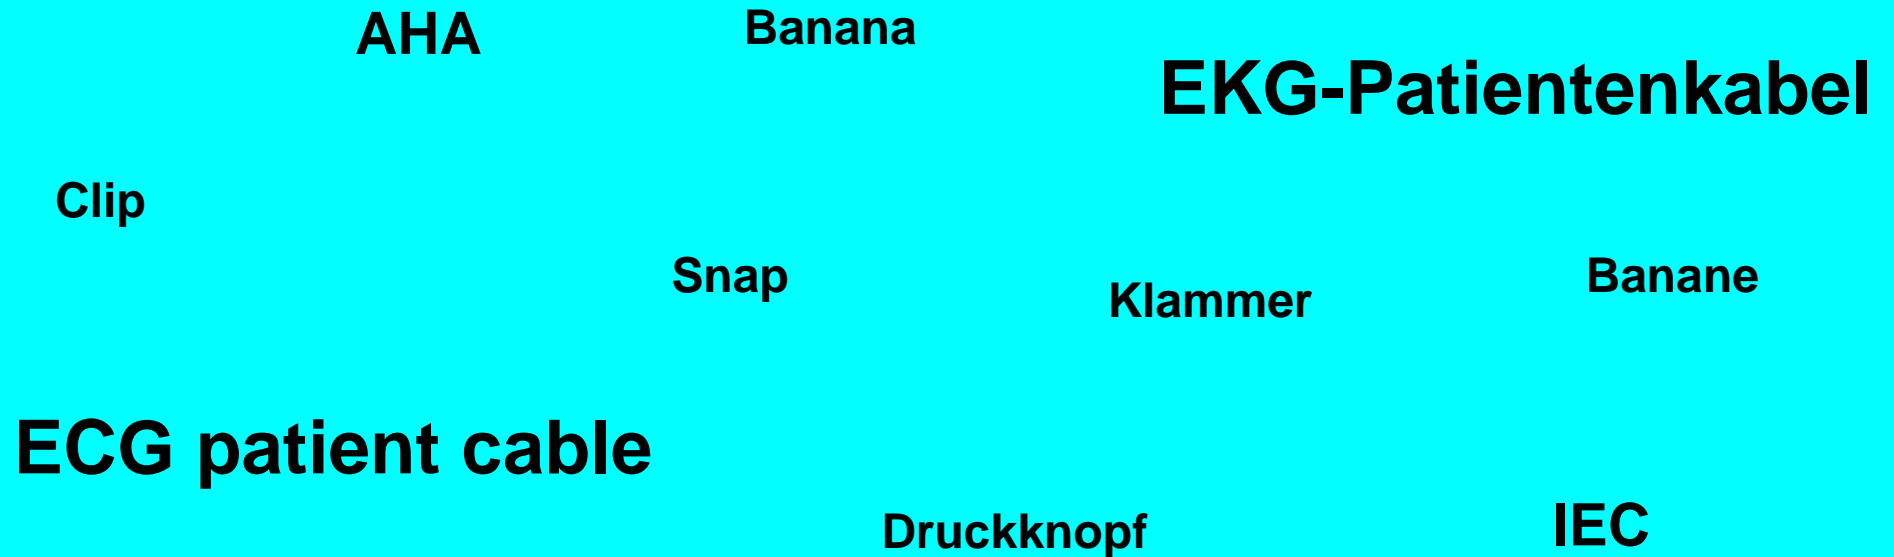 AHA
Banana
EKG-Patientenkabel
Clip
Snap
Klammer
Banane
ECG patient cable
Druckknopf
IEC